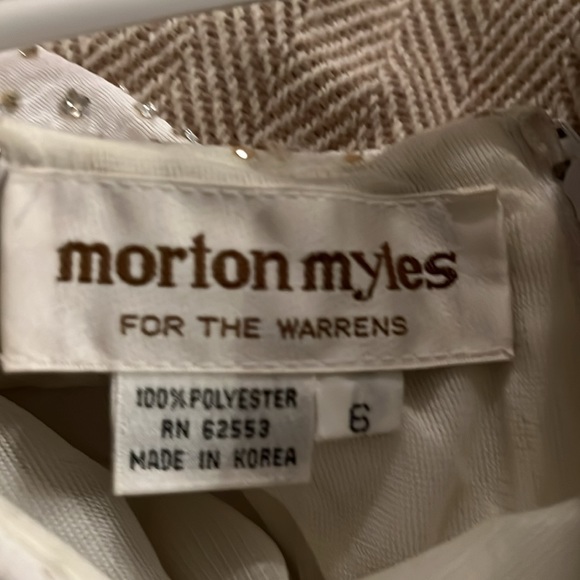 morton myles
FOR THE WARRENS
100% POLYESTER
RN 62553
MADE IN KOREA
6